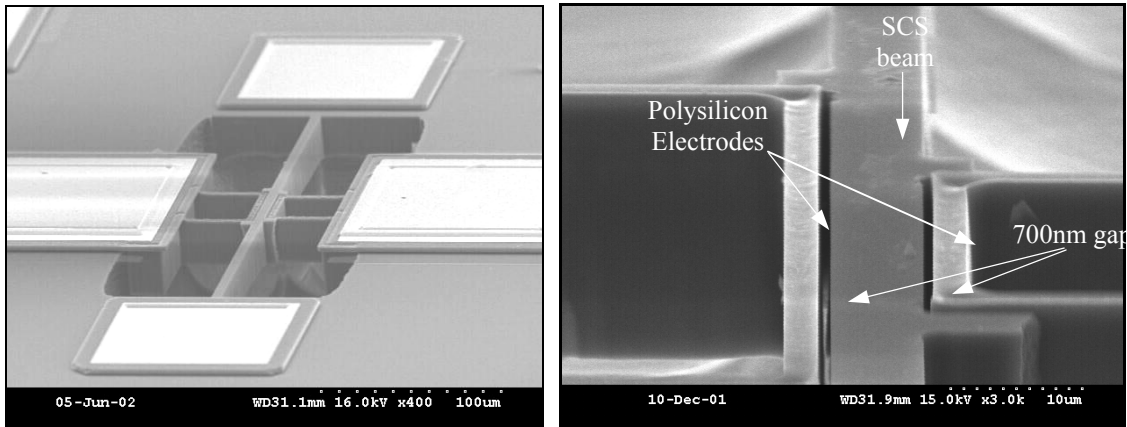 SCS
beam
Polysilicon
Electrodes
700nm gap
05-Jun-02 WD31.1mm 16.0kV x400 100um
10-Dec-01 WD31.9mm 15.0kV x3.0k 10um